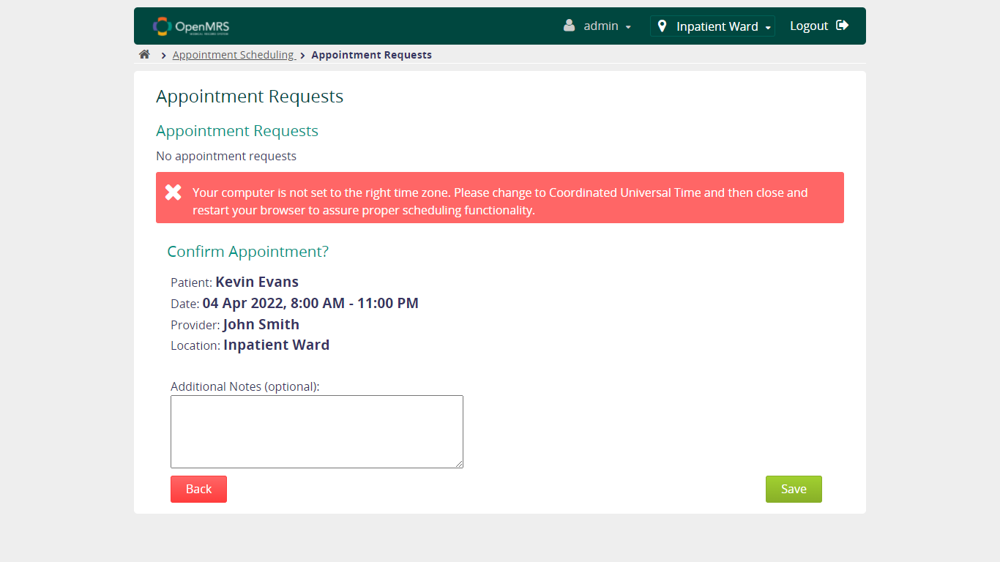 OpenMRS
admin
Inpatient Ward
Logout
Appointment Scheduling
Appointment Requests
Appointment Requests
Appointment Requests
No appointment requests
Your computer is not set to the right time zone. Please change to Coordinated Universal Time and then close and
restart your browser to assure proper scheduling functionality.
Confirm Appointment?
Patient: Kevin Evans
Date: 04 Apr 2022, 8:00 AM - 11:00 PM
Provider: John Smith
Location: Inpatient Ward
Additional Notes (optional):
Back
Save